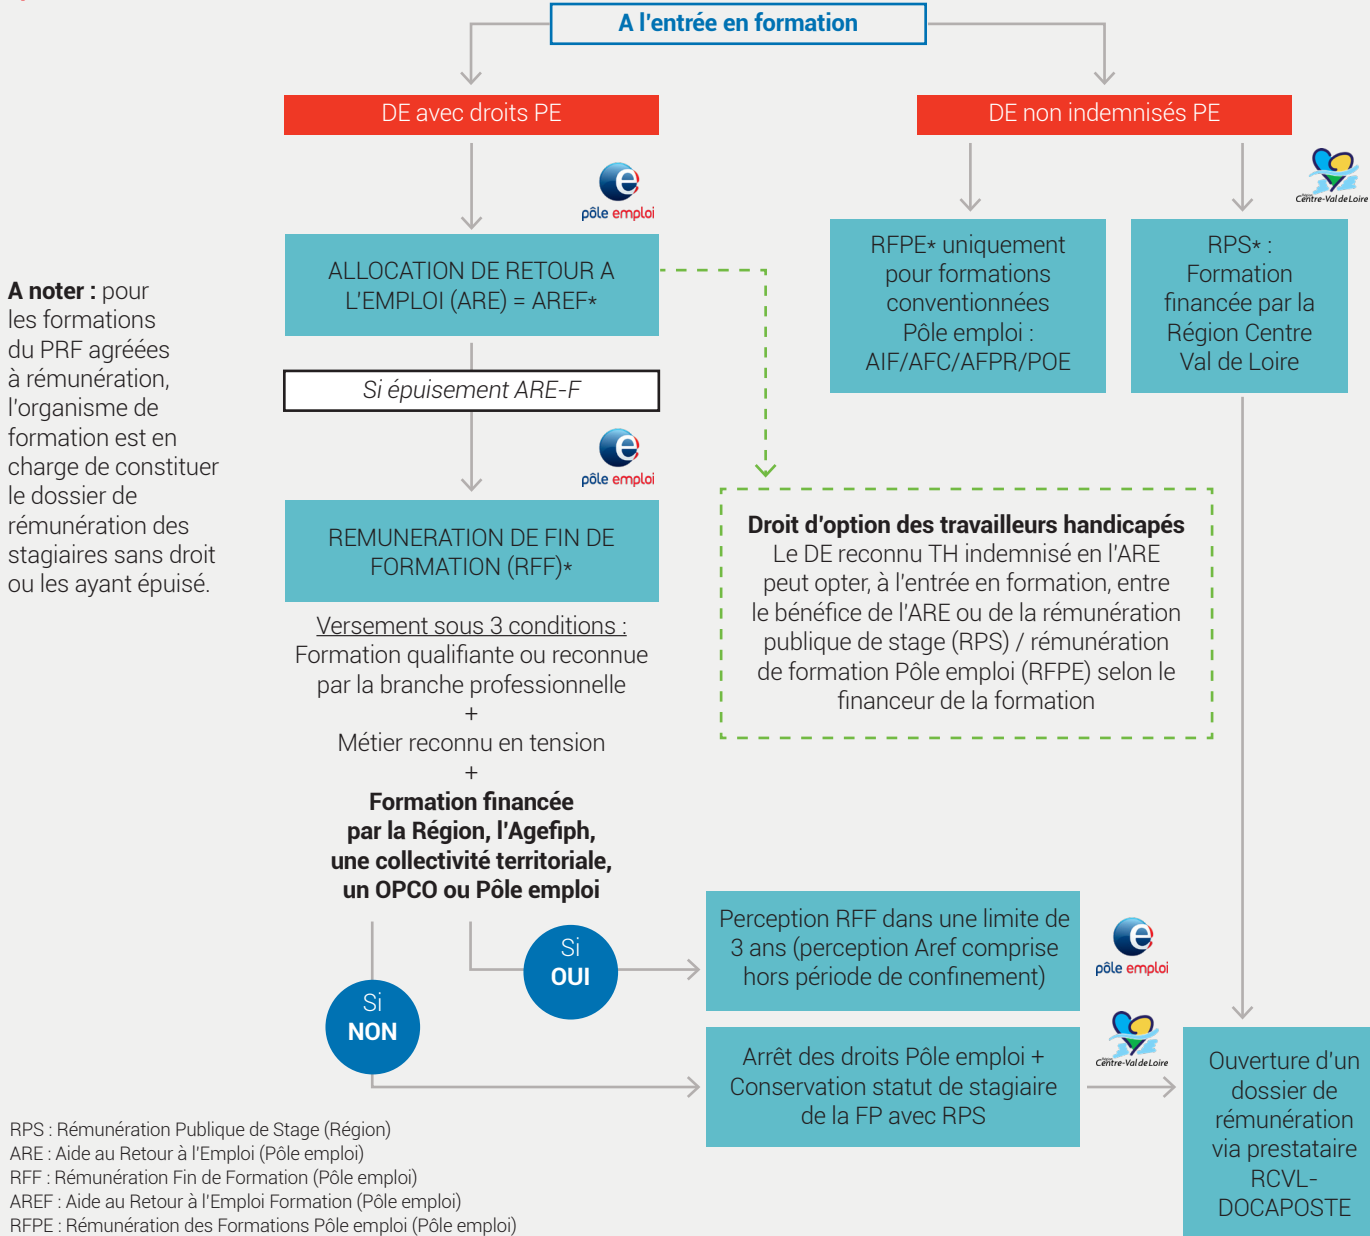 A l'entrée en formation
DE avec droits PE
DE non indemnisés PE
pôle emploi
Centre-Val de Loire
ALLOCATION DE RETOUR A
L'EMPLOI (ARE) = AREF*
RFPE* uniquement
pour formations
conventionnées
Pôle emploi :
AIF/AFC/AFPR/POE
RPS* :
Formation
financée par la
Région Centre
Val de Loire
A noter : pour
les formations
du PRF agréées
à rémunération,
l'organisme de
formation est en
charge de constituer
le dossier de
rémunération des
stagiaires sans droit
ou les ayant épuisé.
Si épuisement ARE-F
pôle emploi
REMUNERATION DE FIN DE
FORMATION (RFF)*
Droit d'option des travailleurs handicapés
Le DE reconnu TH indemnisé en l'ARE
peut opter, à l'entrée en formation, entre
le bénéfice de l'ARE ou de la rémunération
publique de stage (RPS) / rémunération
de formation Pôle emploi (RFPE) selon le
financeur de la formation
Versement sous 3 conditions :
Formation qualifiante ou reconnue
par la branche professionnelle
+
Métier reconnu en tension
+
Formation financée
par la Région, l'Agefiph,
une collectivité territoriale,
un OPCO ou Pôle emploi
Si
OUI
Perception RFF dans une limite de
3 ans (perception Aref comprise
hors période de confinement)
pôle emploi
Si
NON
Arrêt des droits Pôle emploi +
Conservation statut de stagiaire
de la FP avec RPS
Centre-Val de Loire
Ouverture d'un
dossier de
rémunération
via prestataire
RCVL-
DOCAPOSTE
RPS : Rémunération Publique de Stage (Région)
ARE : Aide au Retour à l'Emploi (Pôle emploi)
RFF : Rémunération Fin de Formation (Pôle emploi)
AREF : Aide au Retour à l'Emploi Formation (Pôle emploi)
RFPE : Rémunération des Formations Pôle emploi (Pôle emploi)